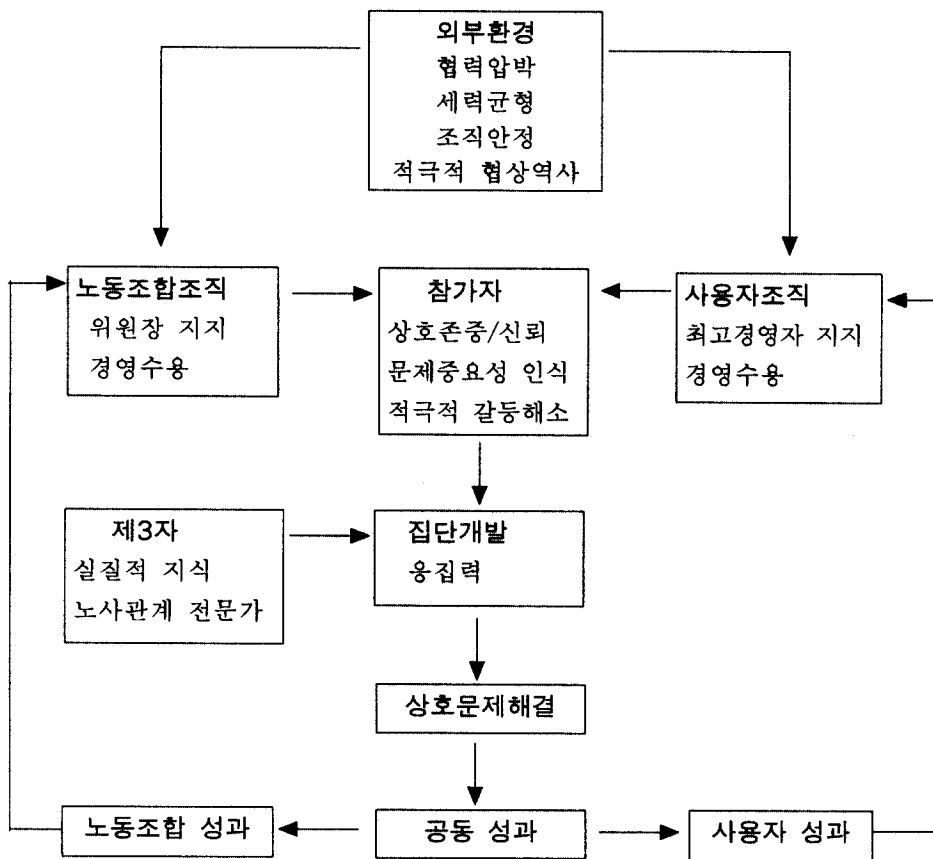 외부환경
협력압박
세력균형
조직안정
적극적 협상역사
노동조합조직
위원장 지지
경영수용
참가자
상호존중/신뢰
문제중요성 인식
적극적 갈등해소
사용자조직
최고경영자 지지
경영수용
제3자
실질적 지식
노사관계 전문가
집단개발
응집력
상호문제해결
노동조합 성과
공동 성과
사용자 성과